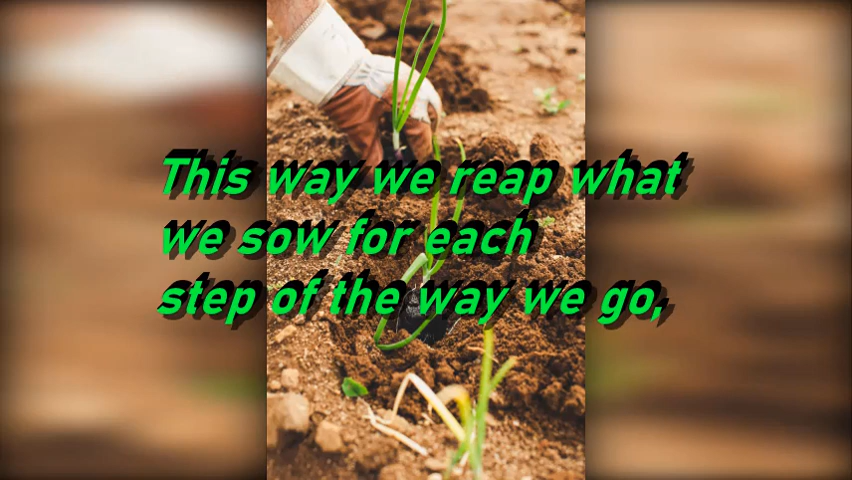 This way we reap what
we sow for each
step of the way we go,